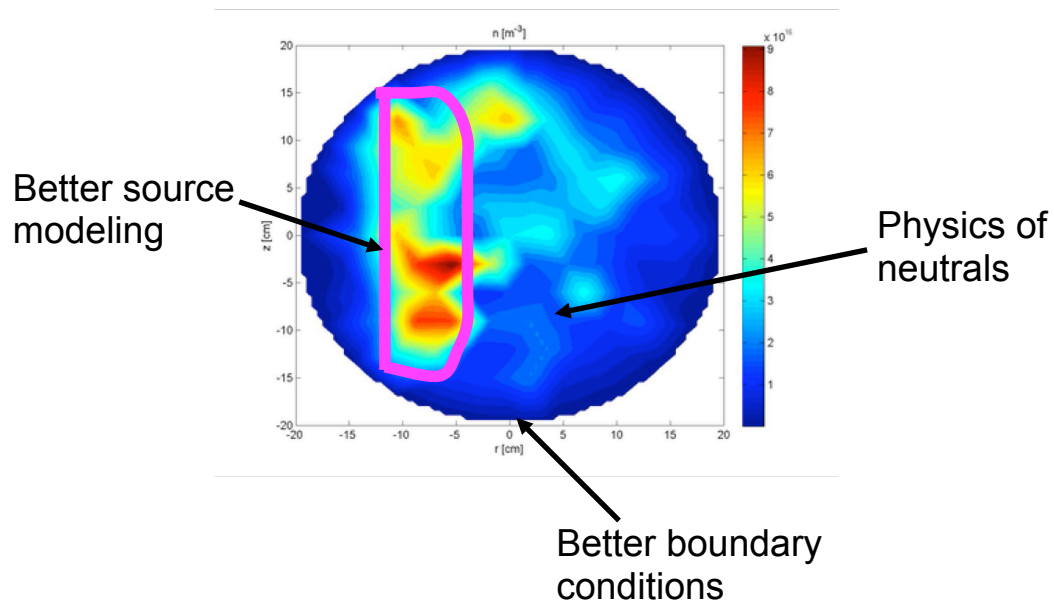 n [m⁻³]
x 10¹⁶
20
15
10
5
0
-5
-10
-15
-20
z [cm]
-20 -15 -10 -5 0 5 10 15 20
r [cm]
9
8
7
6
5
4
3
2
1
Better source
modeling
Physics of
neutrals
Better boundary
conditions